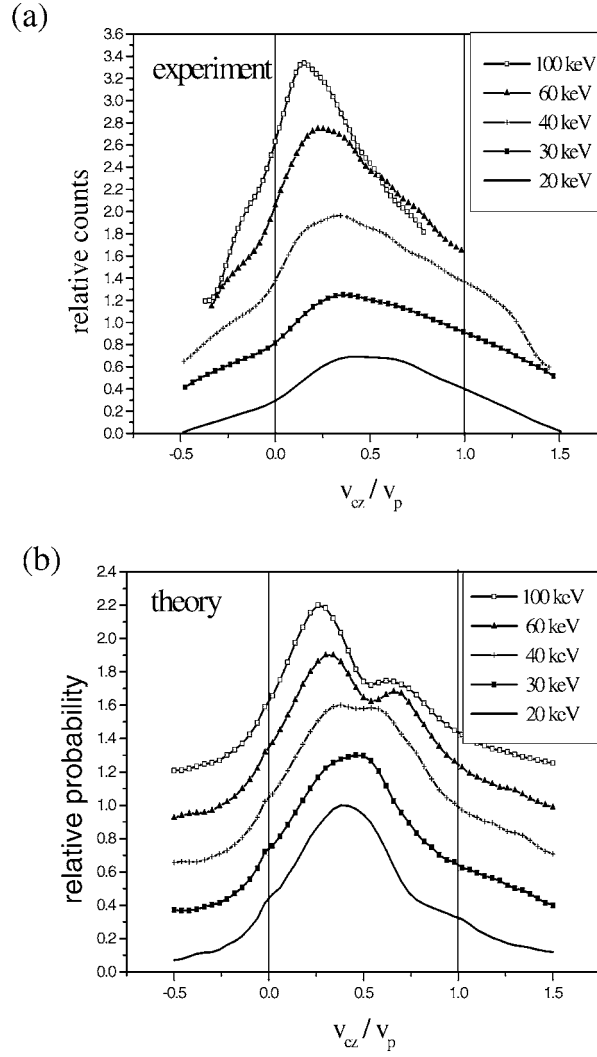 (a)
experiment
100 keV
60 keV
40 keV
30 keV
20 keV
3.6
3.4
3.2
3.0
2.8
2.6
2.4
2.2
2.0
1.8
1.6
1.4
1.2
1.0
0.8
0.6
0.4
0.2
0.0
relative counts
-0.5
0.0
0.5
1.0
1.5
v_cz / v_p
(b)
theory
100 keV
60 keV
40 keV
30 keV
20 keV
2.4
2.2
2.0
1.8
1.6
1.4
1.2
1.0
0.8
0.6
0.4
0.2
0.0
relative probability
-0.5
0.0
0.5
1.0
1.5
v_cz / v_p